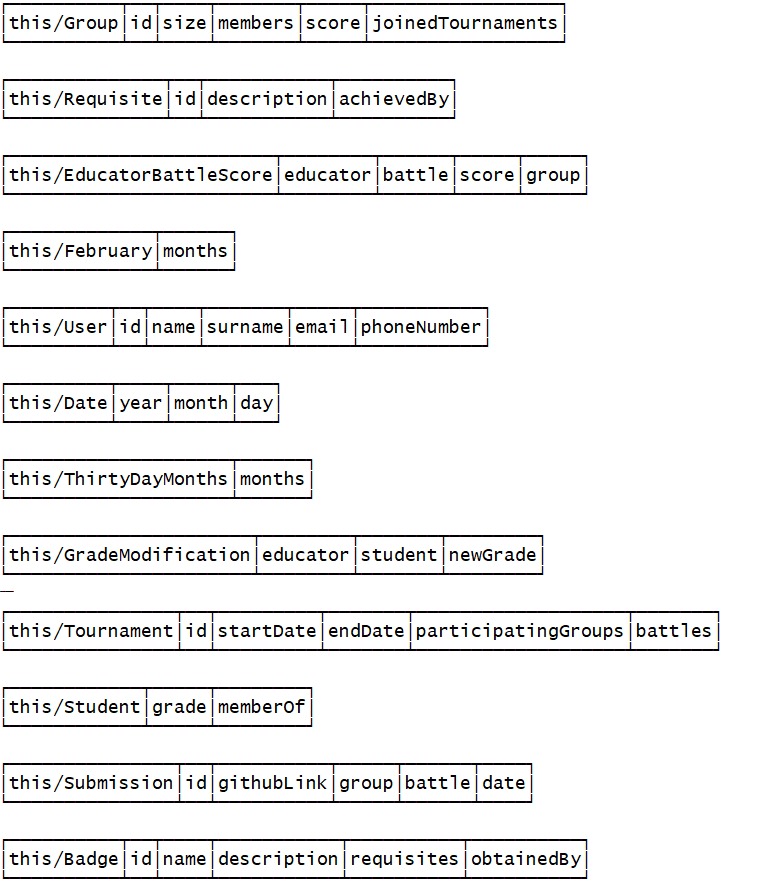 this/Group id size members score joinedTournaments
this/Requisite id description achievedBy
this/EducatorBattleScore educator battle score group
this/February months
this/User id name surname email phoneNumber
this/Date year month day
this/ThirtyDayMonths months
this/GradeModification educator student newGrade
this/Tournament id startDate endDate participatingGroups battles
this/Student grade memberOf
this/Submission id githubLink group battle date
this/Badge id name description requisites obtainedBy